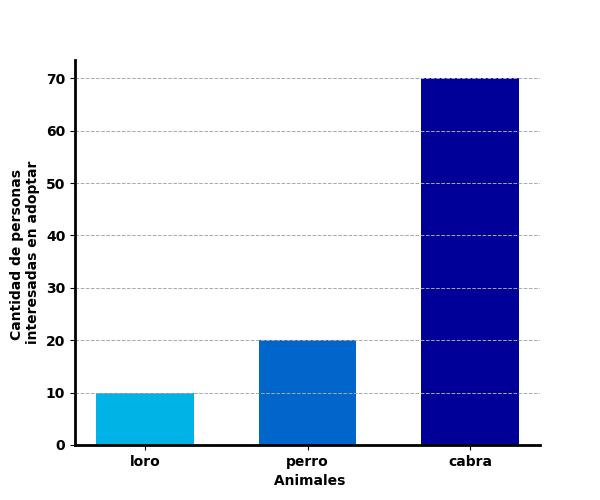 70
60
50
40
30
20
10
0
Cantidad de personas
interesadas en adoptar
loro perro cabra
Animales